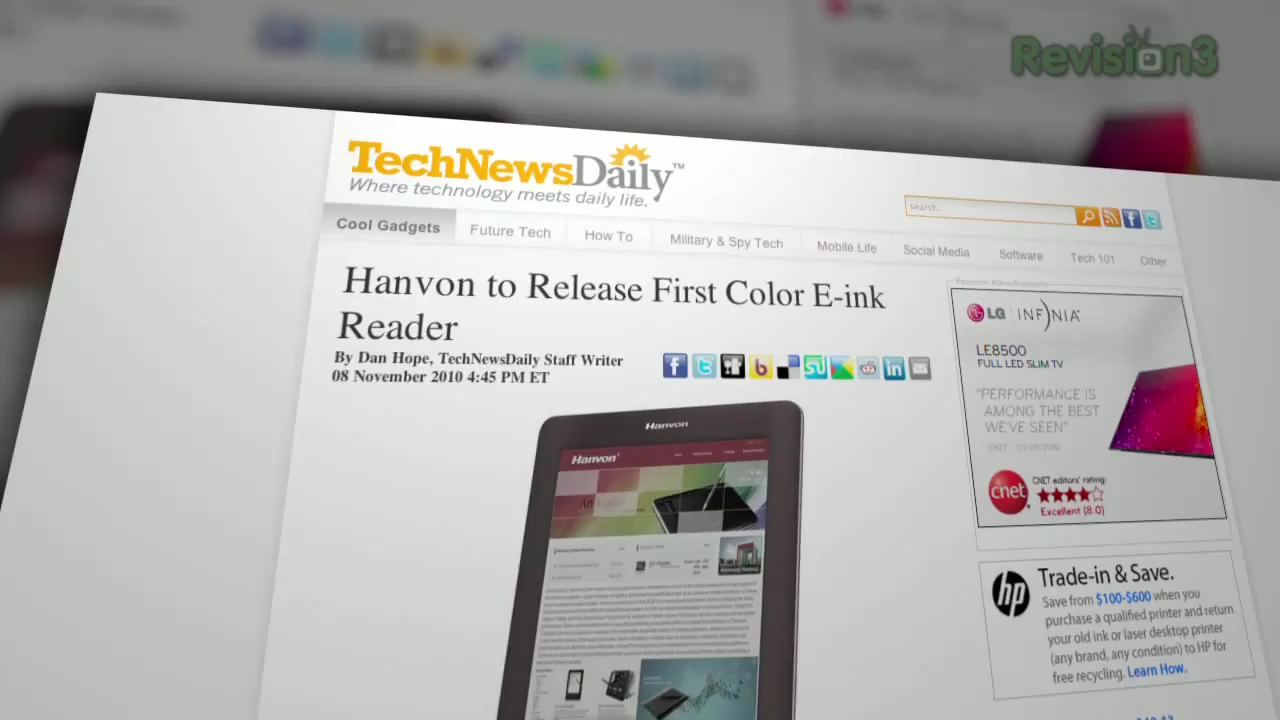 Revision3
TechNewsDaily™
Where technology meets daily life.
search...
Cool Gadgets
Future Tech
How To
Military & Spy Tech
Mobile Life
Social Media
Software
Tech 101
Other
Hanvon to Release First Color E-ink
Reader
By Dan Hope, TechNewsDaily Staff Writer
08 November 2010 4:45 PM ET
Hanvon
Hanvon
LG INFINIA
LE8500
FULL LED SLIM TV
"PERFORMANCE IS
AMONG THE BEST
WE'VE SEEN"
cnet
CNET editors' rating:
Excellent (8.0)
hp
Trade-in & Save.
Save from $100-$600 when you
purchase a qualified printer and return
your old ink or laser desktop printer
(any brand, any condition) to HP for
free recycling. Learn How.